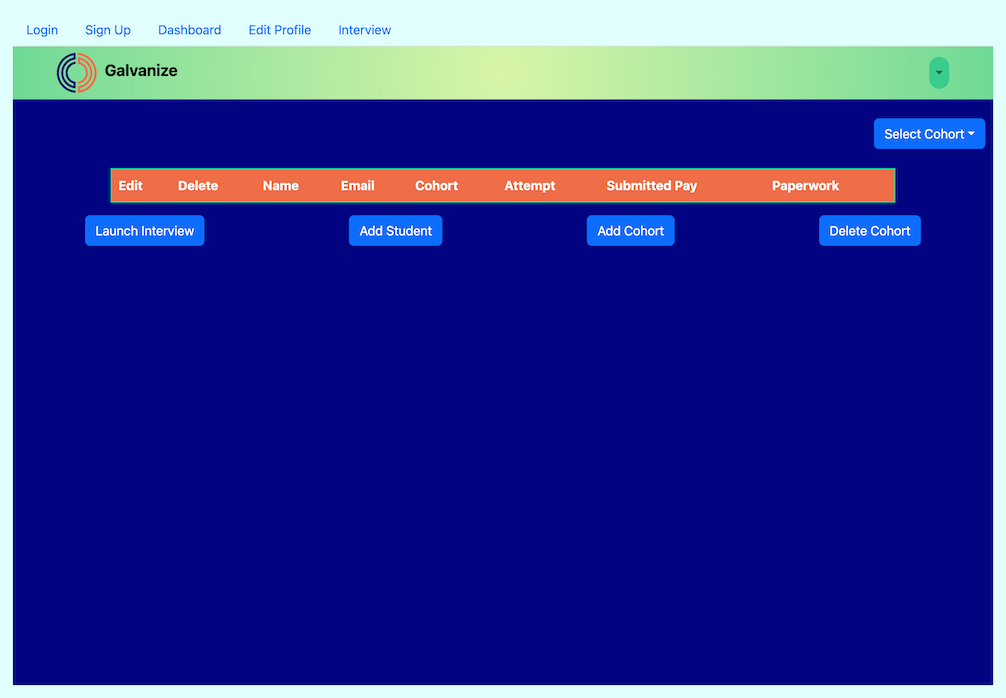 Login Sign Up Dashboard Edit Profile Interview
Galvanize
Select Cohort
Edit Delete Name Email Cohort Attempt Submitted Pay Paperwork
Launch Interview Add Student Add Cohort Delete Cohort